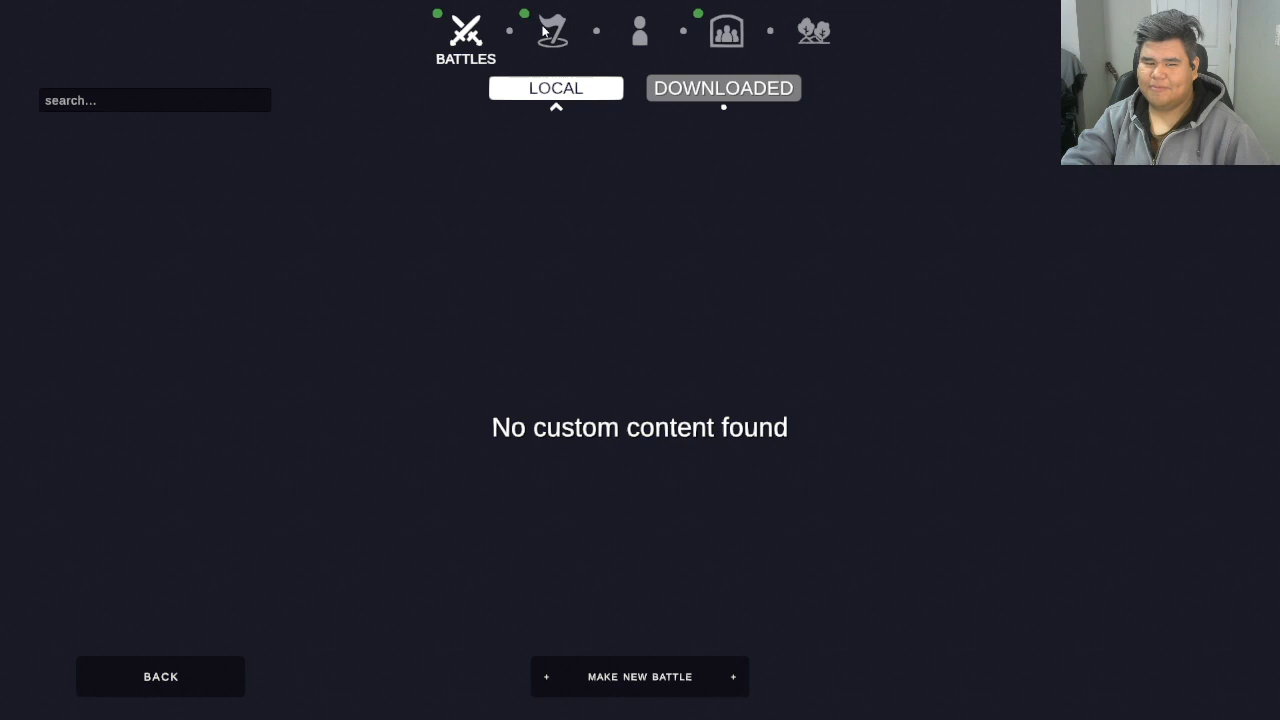 BATTLES
LOCAL
DOWNLOADED
search...
No custom content found
BACK
+ MAKE NEW BATTLE +